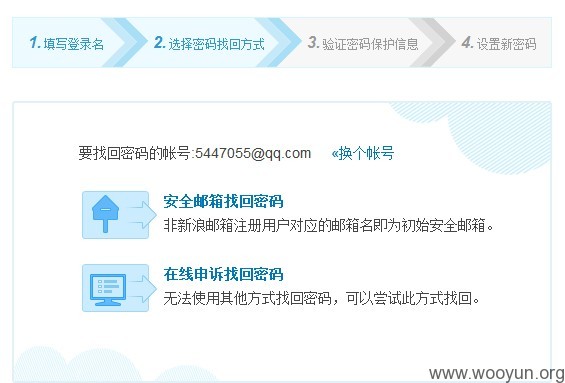 1.填写登录名 2.选择密码找回方式 3.验证密码保护信息 4.设置新密码
要找回密码的帐号:5447055@qq.com «换个帐号
安全邮箱找回密码
非新浪邮箱注册用户对应的邮箱名即为初始安全邮箱。
在线申诉找回密码
无法使用其他方式找回密码，可以尝试此方式找回。
www.wooyun.org